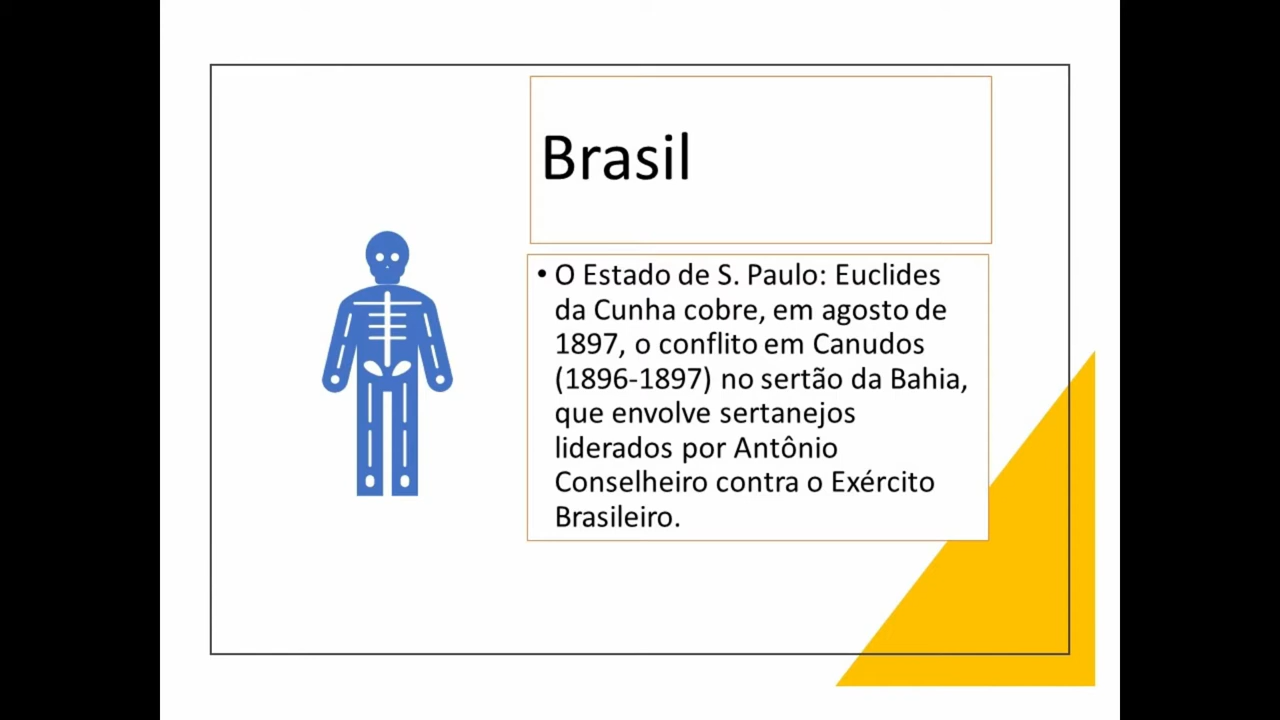 Brasil
• O Estado de S. Paulo: Euclides
da Cunha cobre, em agosto de
1897, o conflito em Canudos
(1896-1897) no sertão da Bahia,
que envolve sertanejos
liderados por Antônio
Conselheiro contra o Exército
Brasileiro.